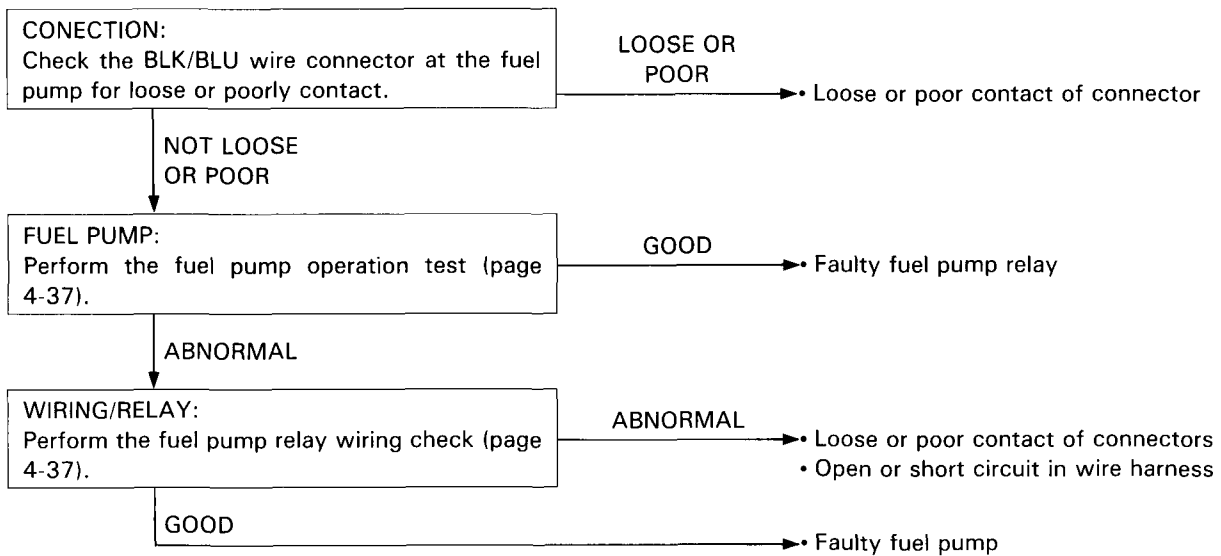 CONECTION:
Check the BLK/BLU wire connector at the fuel
pump for loose or poorly contact.
LOOSE OR
POOR
• Loose or poor contact of connector
NOT LOOSE
OR POOR
FUEL PUMP:
Perform the fuel pump operation test (page
4-37).
GOOD
• Faulty fuel pump relay
ABNORMAL
WIRING/RELAY:
Perform the fuel pump relay wiring check (page
4-37).
ABNORMAL
• Loose or poor contact of connectors
• Open or short circuit in wire harness
GOOD
• Faulty fuel pump